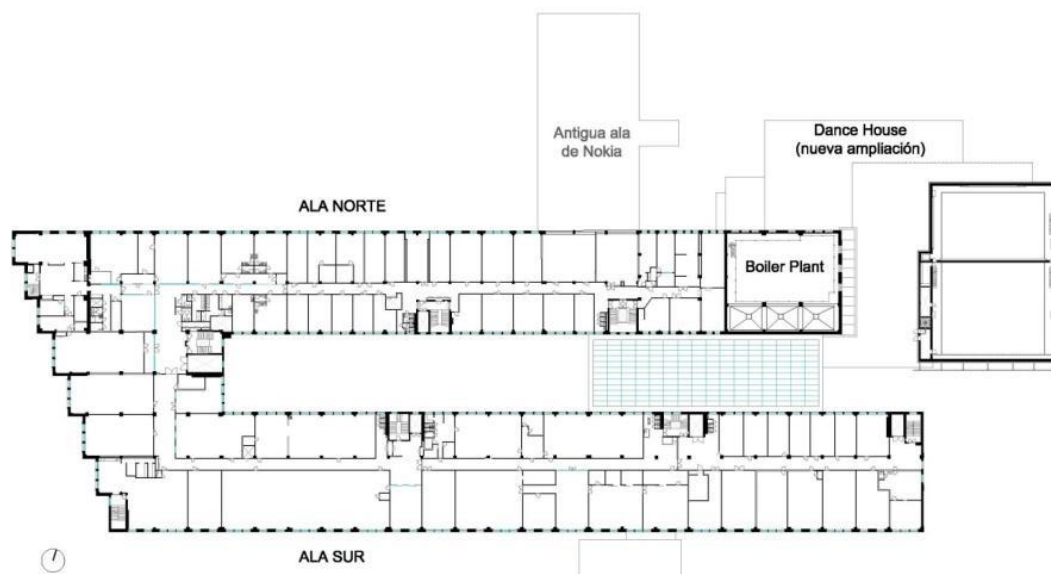 Antigua ala
de Nokia
Dance House
(nueva ampliación)
ALA NORTE
Boiler Plant
ALA SUR